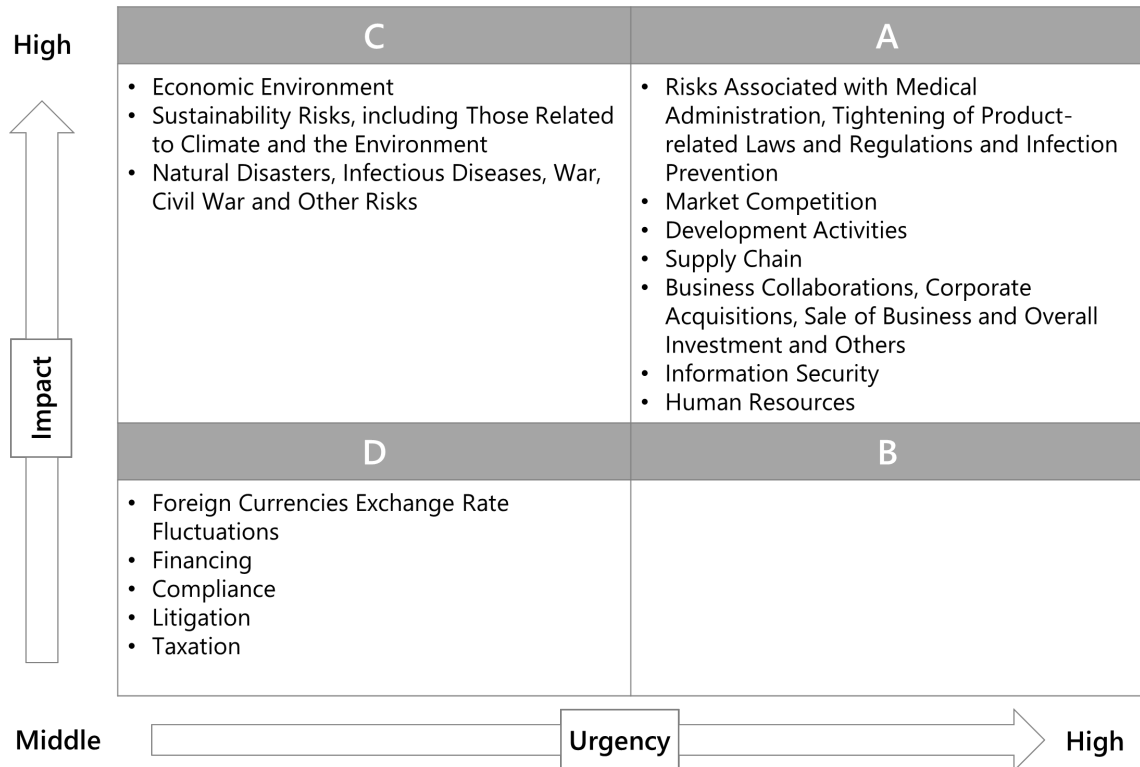 High
C
A
• Economic Environment
• Sustainability Risks, including Those Related
to Climate and the Environment
• Natural Disasters, Infectious Diseases, War,
Civil War and Other Risks
• Risks Associated with Medical
Administration, Tightening of Product-
related Laws and Regulations and Infection
Prevention
• Market Competition
• Development Activities
• Supply Chain
• Business Collaborations, Corporate
Acquisitions, Sale of Business and Overall
Investment and Others
• Information Security
• Human Resources
Impact
D
B
• Foreign Currencies Exchange Rate
Fluctuations
• Financing
• Compliance
• Litigation
• Taxation
Middle
Urgency
High